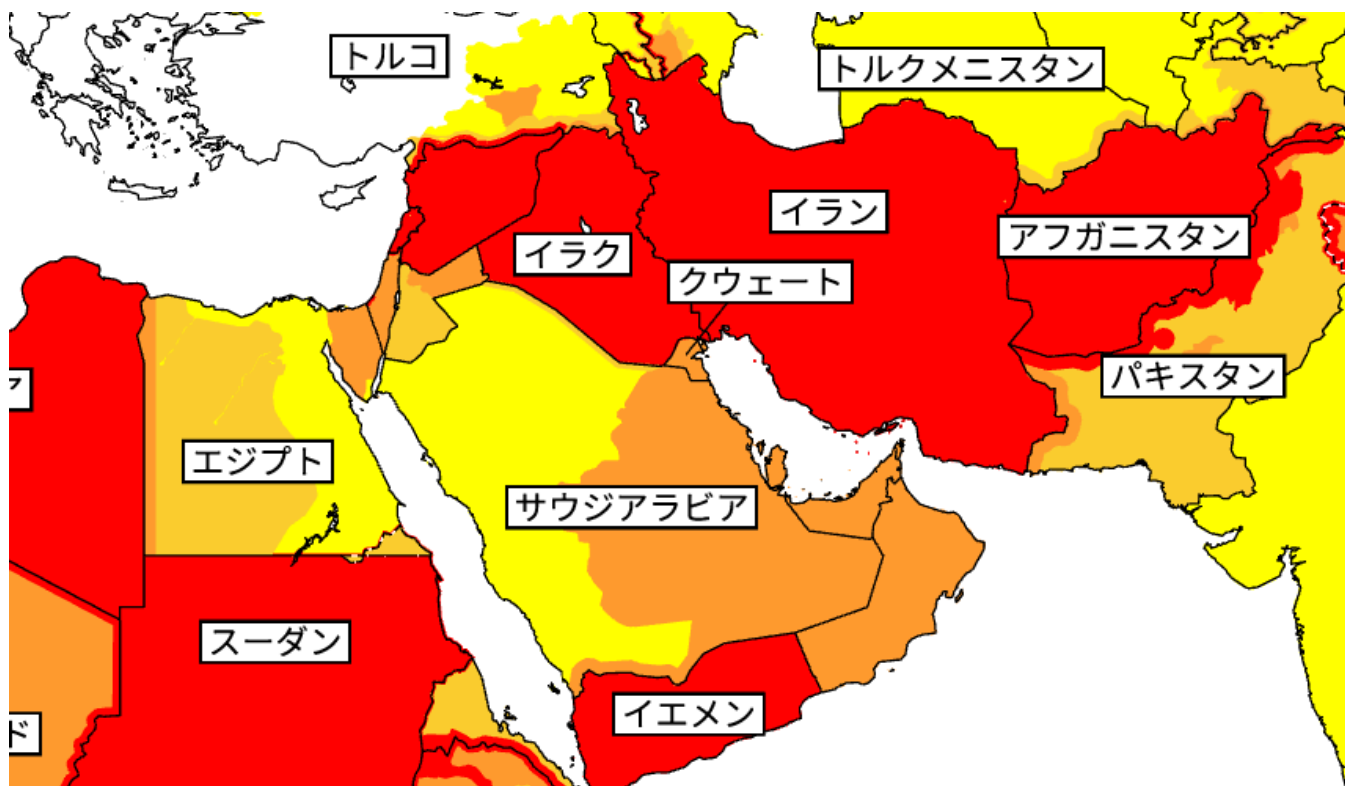 トルコ
トルクメニスタン
イラン
アフガニスタン
イラク
クウェート
パキスタン
ア
エジプト
サウジアラビア
スーダン
イエメン
ド